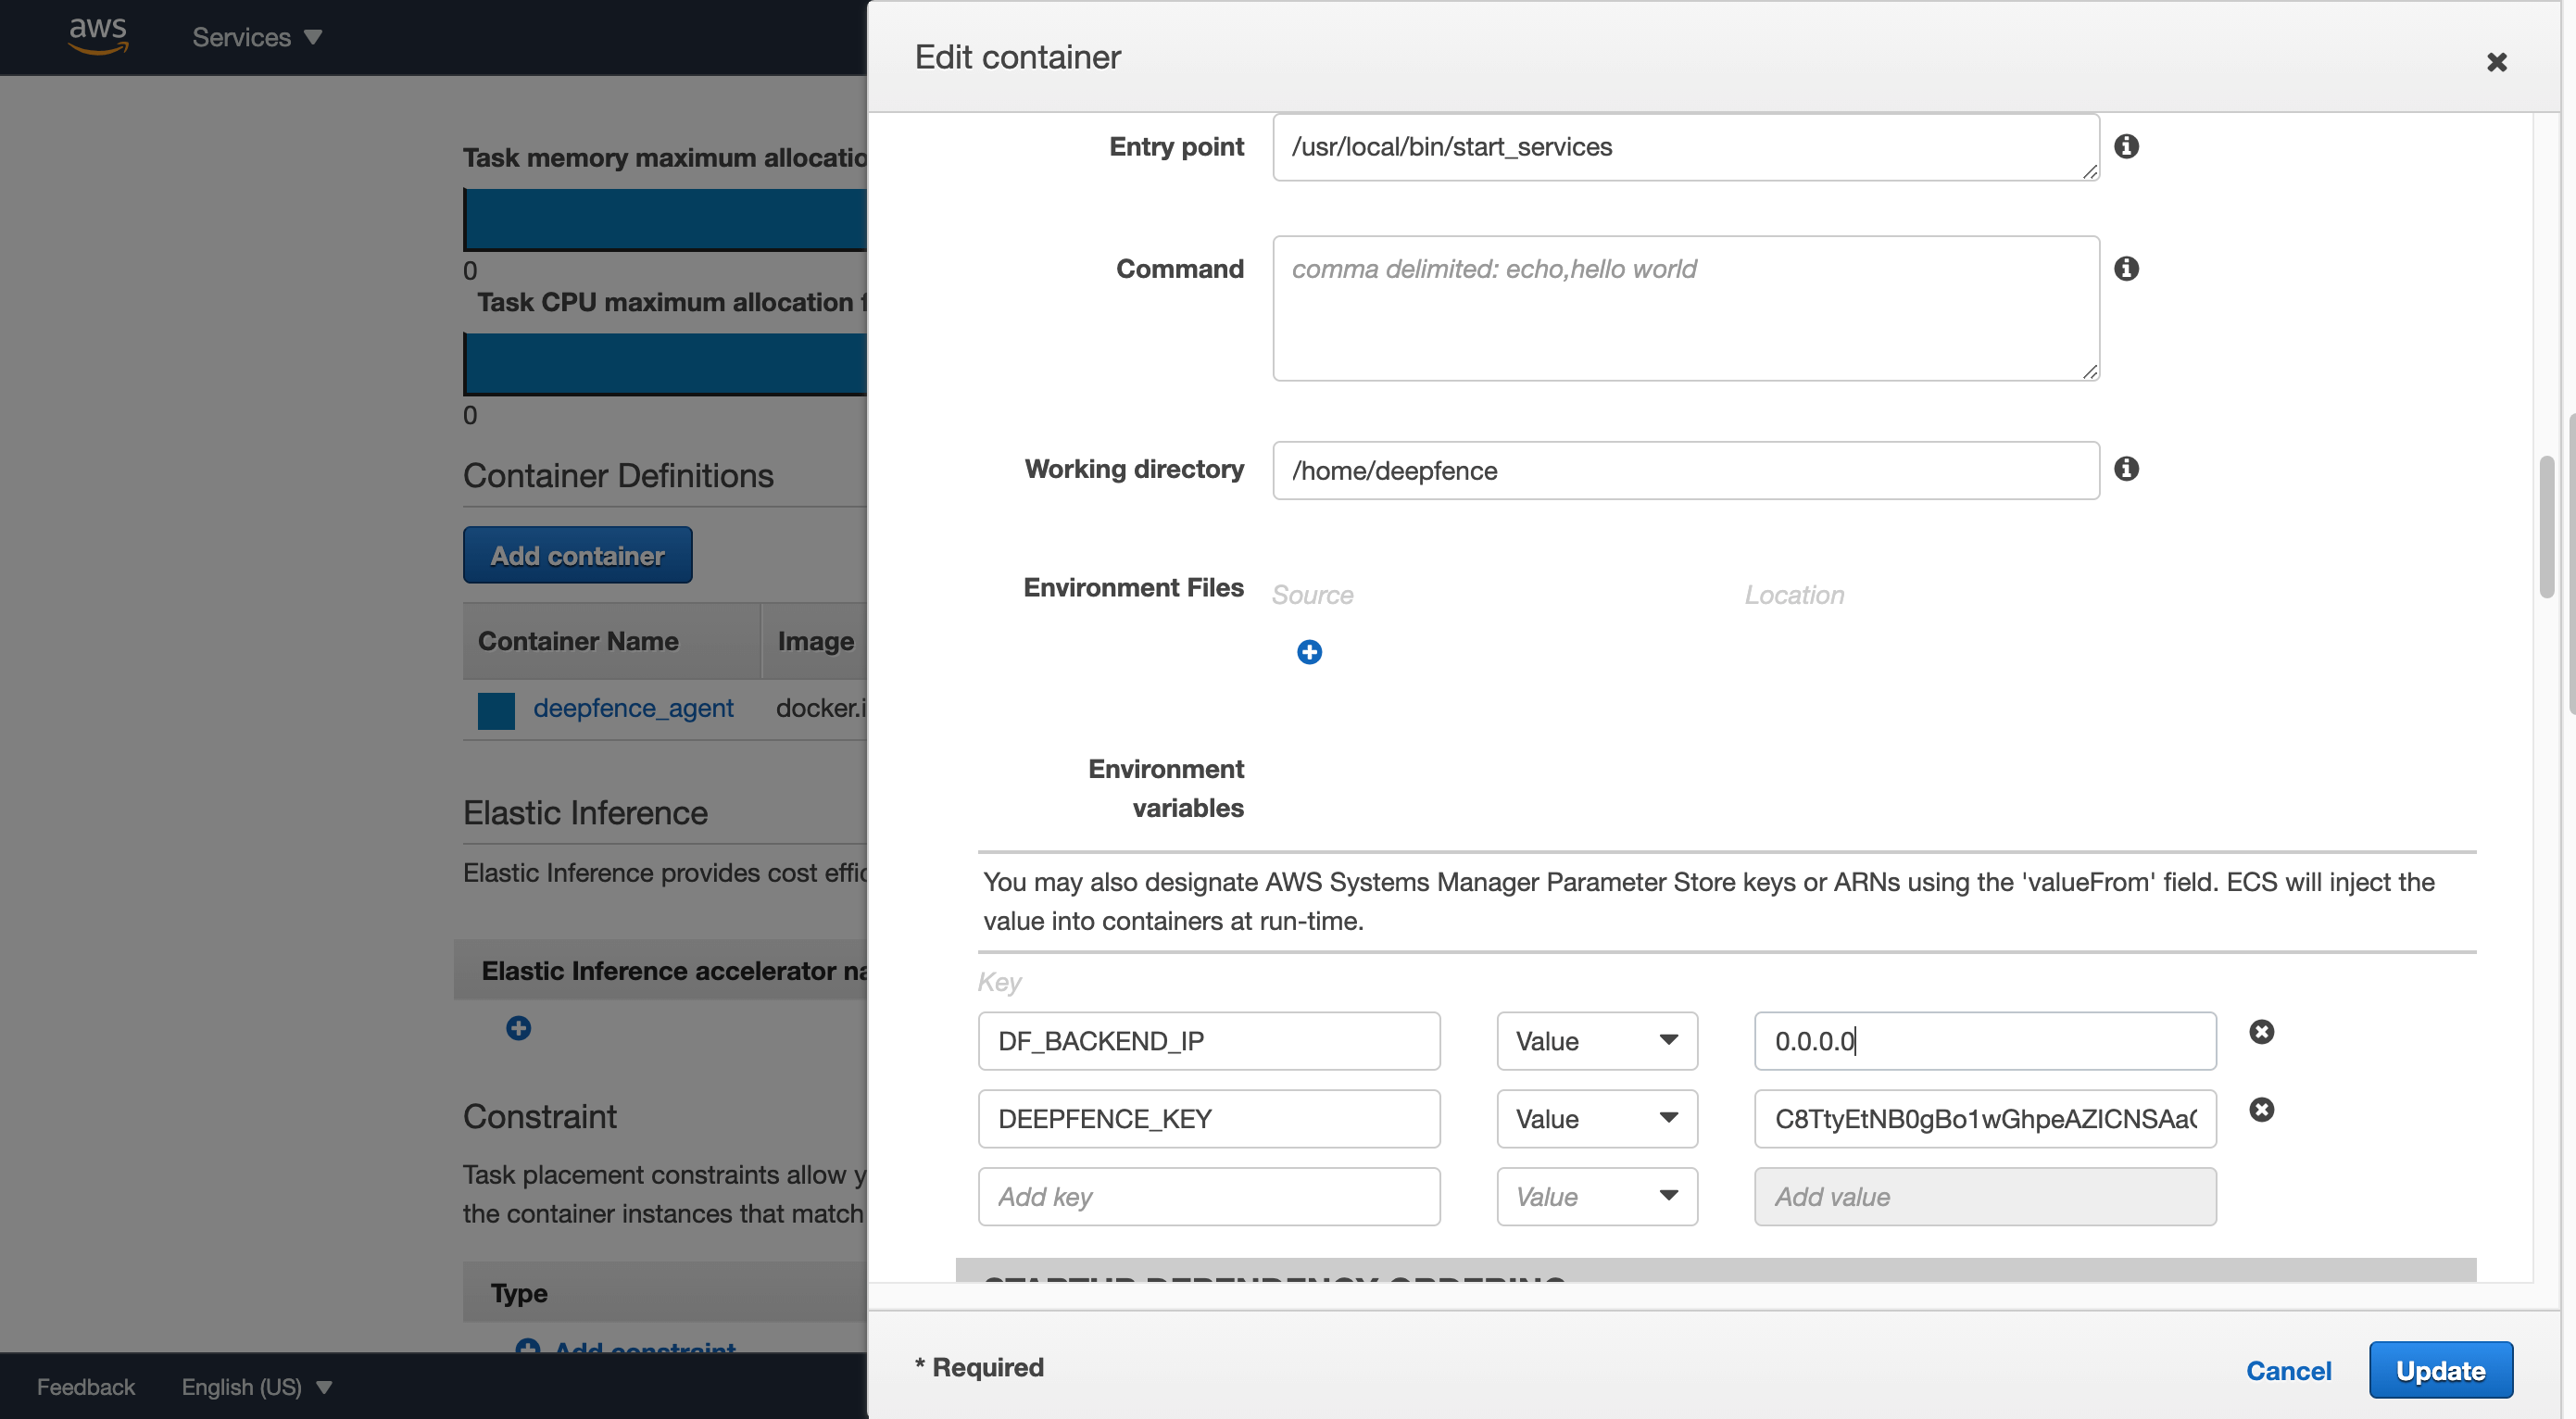 aws
Services
Edit container
Task memory maximum allocatio
0
Task CPU maximum allocation f
0
Container Definitions
Add container
Container Name
Image
deepfence_agent
docker.i
Elastic Inference
Elastic Inference provides cost effic
Elastic Inference accelerator na
Constraint
Task placement constraints allow y
the container instances that match
Type
Add constraint
Entry point
/usr/local/bin/start_services
Command
comma delimited: echo,hello world
Working directory
/home/deepfence
Environment Files
Source
Location
Environment
variables
You may also designate AWS Systems Manager Parameter Store keys or ARNs using the 'valueFrom' field. ECS will inject the
value into containers at run-time.
Key
DF_BACKEND_IP
Value
0.0.0.0
DEEPFENCE_KEY
Value
C8TtyEtNB0gBo1wGhpeAZICNSAa
Add key
Value
Add value
STARTUP DEPENDENCY ORDERING
* Required
Cancel
Update
Feedback
English (US)